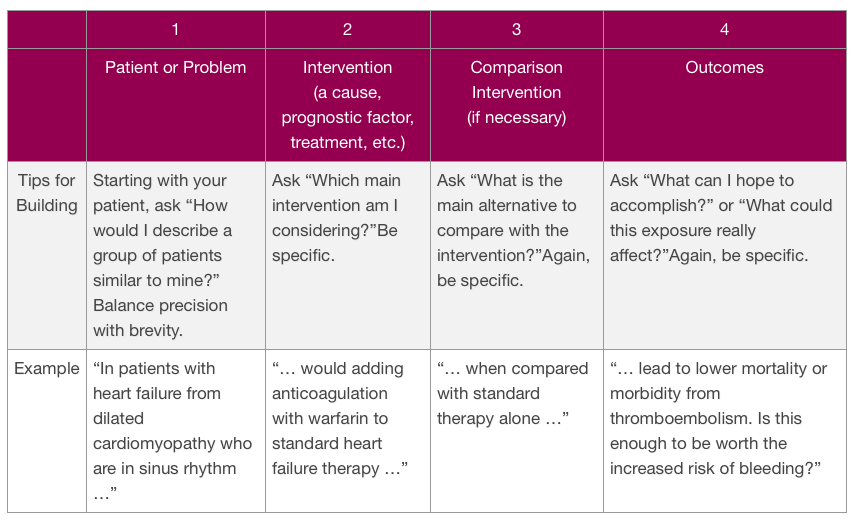 1
2
3
4
Patient or Problem
Intervention
(a cause,
prognostic factor,
treatment, etc.)
Comparison
Intervention
(if necessary)
Outcomes
Tips for
Building
Starting with your
patient, ask “How
would I describe a
group of patients
similar to mine?”
Balance precision
with brevity.
Ask “Which main
intervention am I
considering?”Be
specific.
Ask “What is the
main alternative to
compare with the
intervention?”Again,
be specific.
Ask “What can I hope to
accomplish?” or “What could
this exposure really
affect?”Again, be specific.
Example
“In patients with
heart failure from
dilated
cardiomyopathy who
are in sinus rhythm
…”
“… would adding
anticoagulation
with warfarin to
standard heart
failure therapy …”
“… when compared
with standard
therapy alone …”
“… lead to lower mortality or
morbidity from
thromboembolism. Is this
enough to be worth the
increased risk of bleeding?”